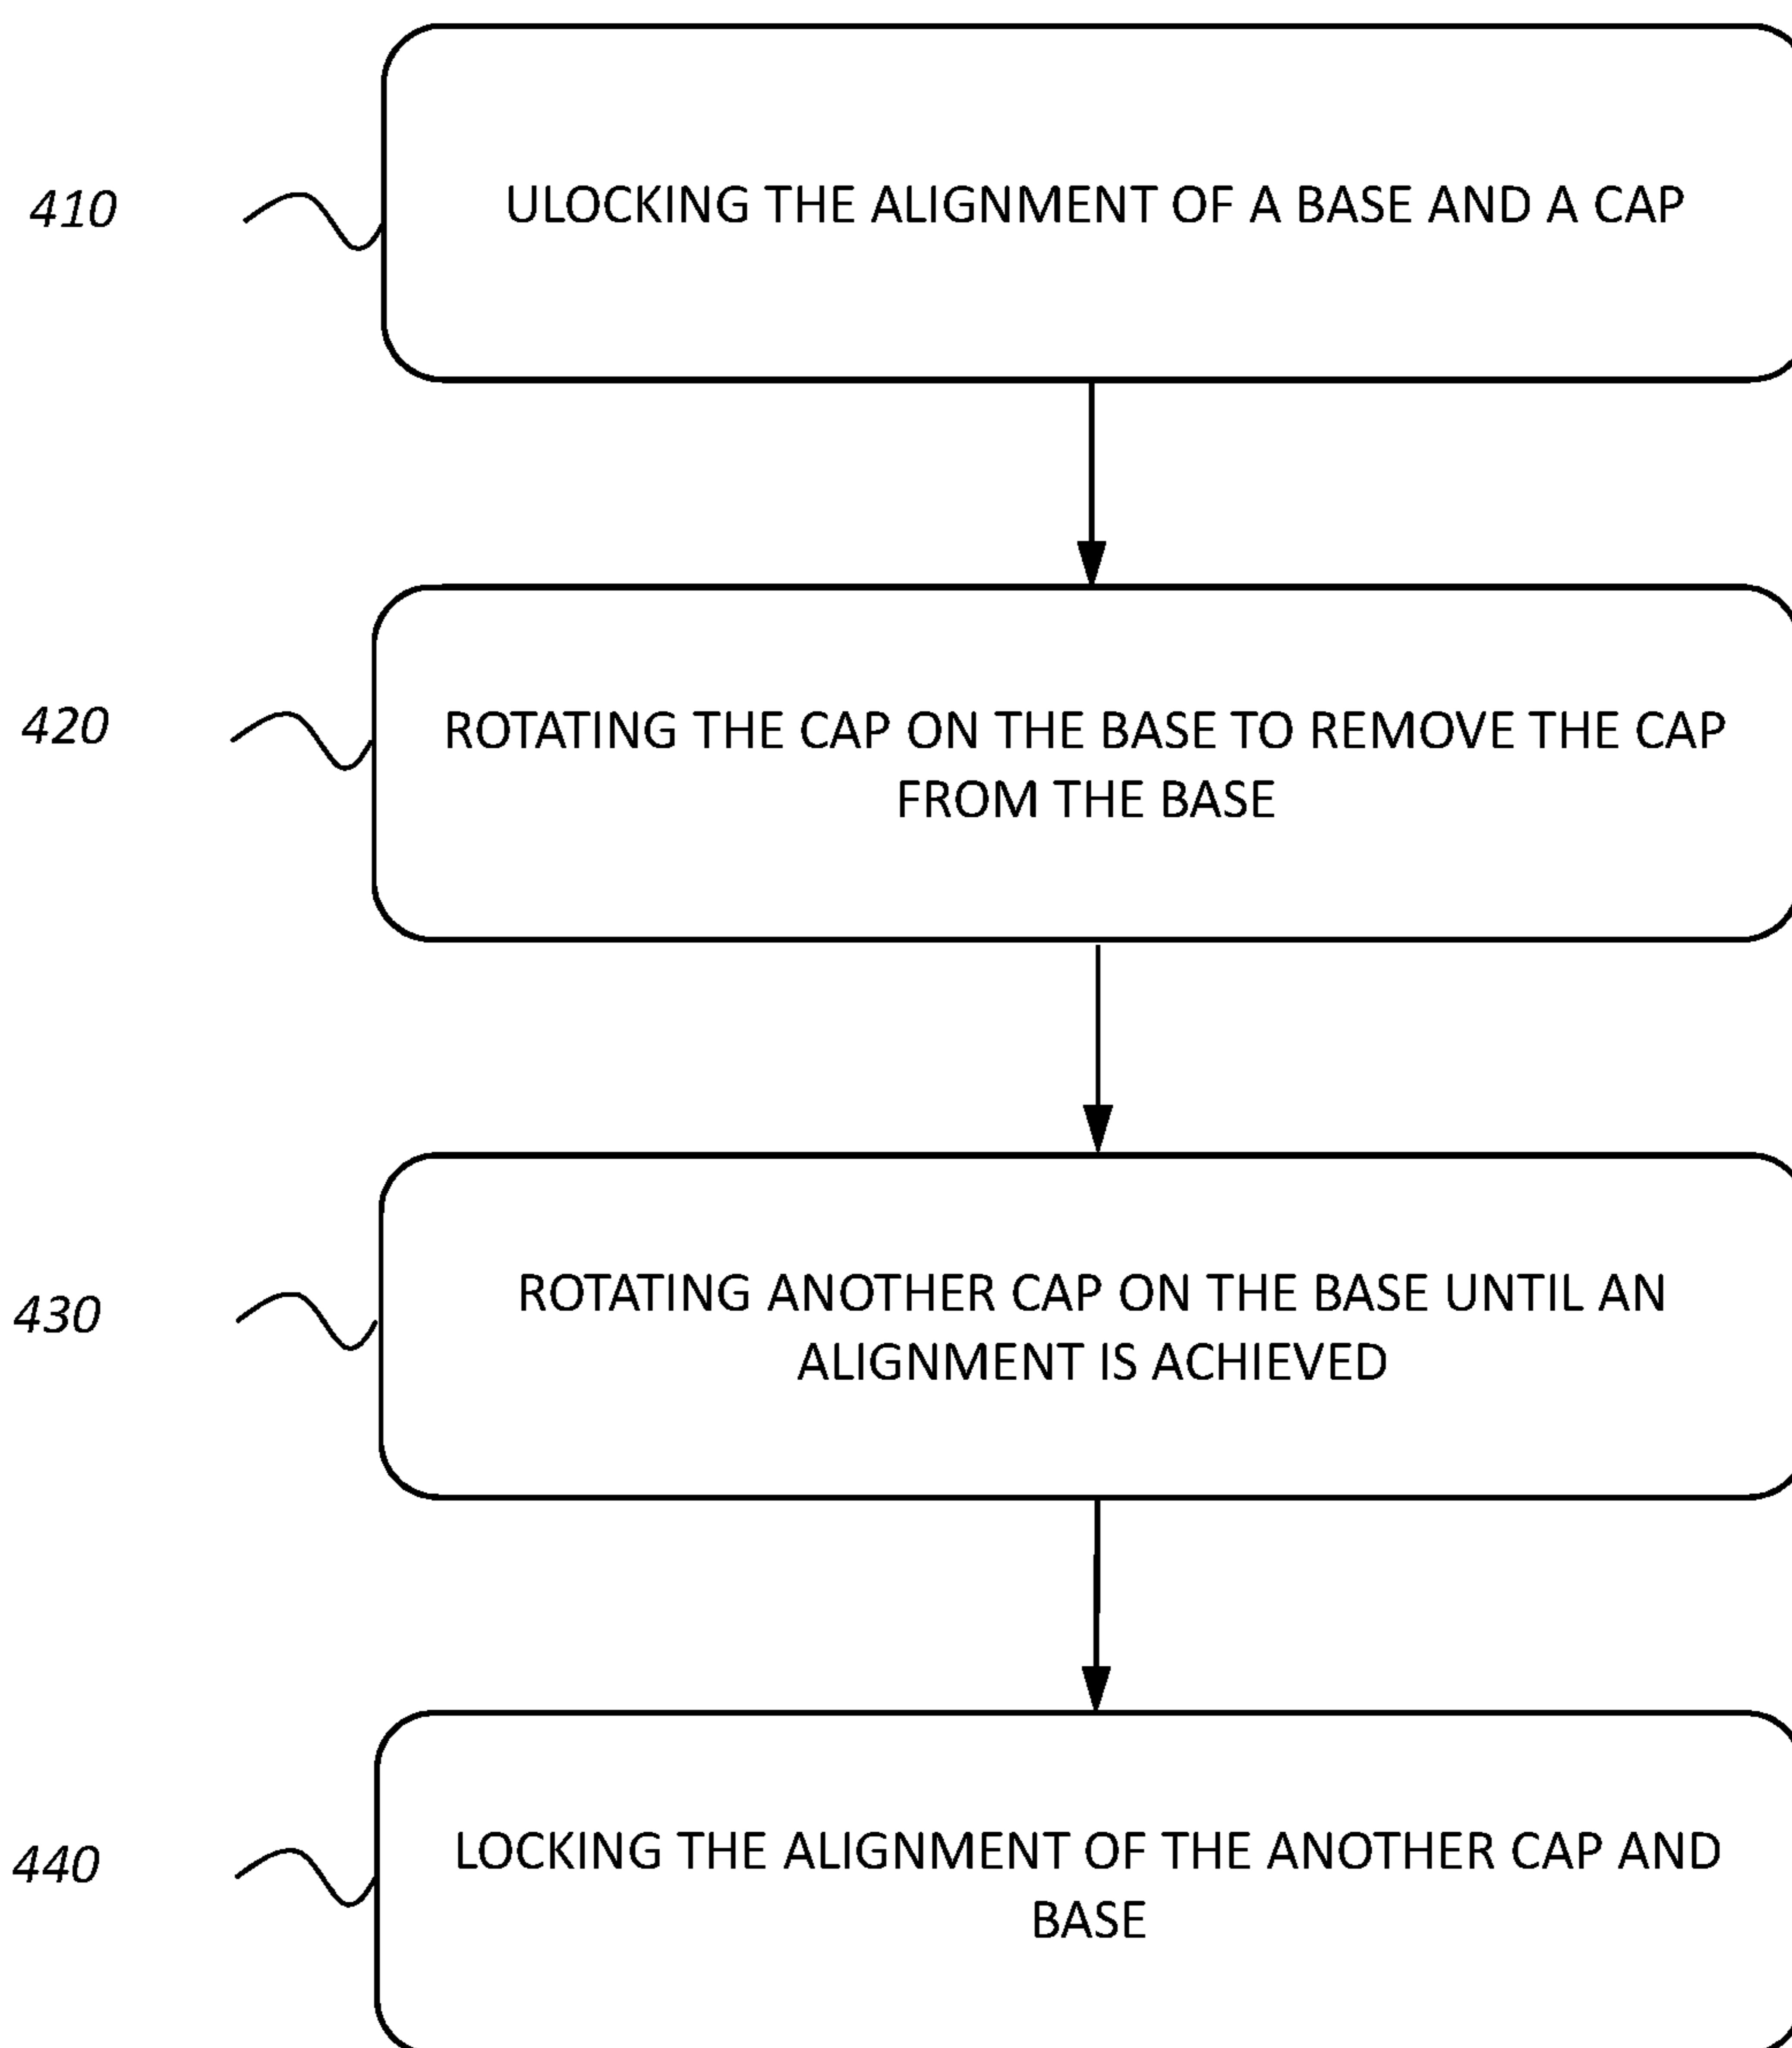 410
ULOCKING THE ALIGNMENT OF A BASE AND A CAP
420
ROTATING THE CAP ON THE BASE TO REMOVE THE CAP
FROM THE BASE
430
ROTATING ANOTHER CAP ON THE BASE UNTIL AN
ALIGNMENT IS ACHIEVED
440
LOCKING THE ALIGNMENT OF THE ANOTHER CAP AND
BASE